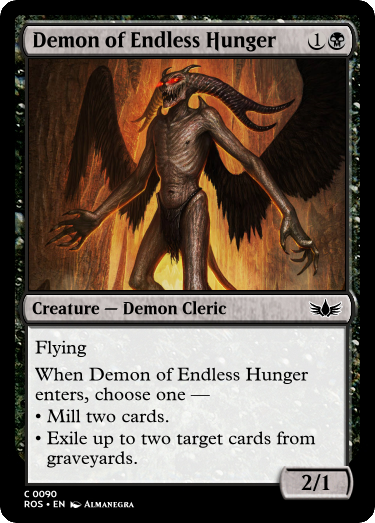 Demon of Endless Hunger 1
Creature — Demon Cleric
Flying
When Demon of Endless Hunger
enters, choose one —
• Mill two cards.
• Exile up to two target cards from
graveyards.
2/1
C 0090
ROS • EN Almanegra